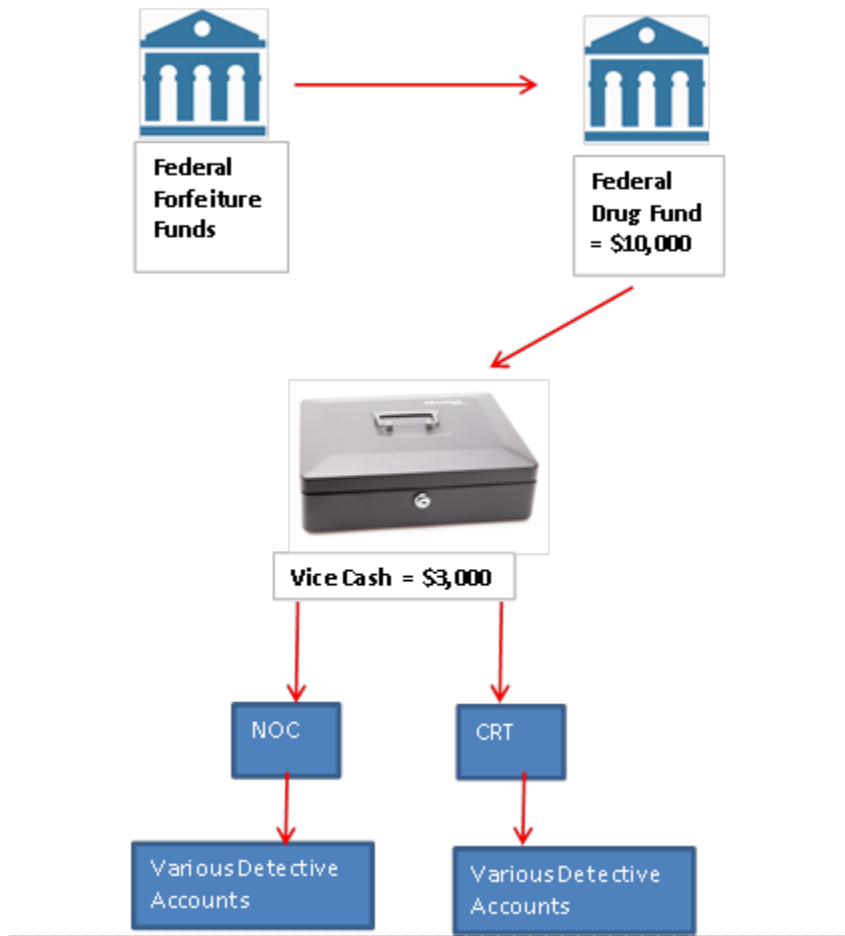 Federal
Forfeiture
Funds
Federal
Drug Fund
= $10,000
Vice Cash = $3,000
NOC
CRT
Various Detective
Accounts
Various Detective
Accounts